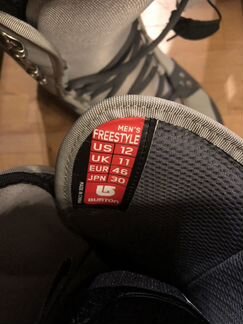 MEN'S
FREESTYLE
US 12
UK 11
EUR 46
JPN 30
BURTON